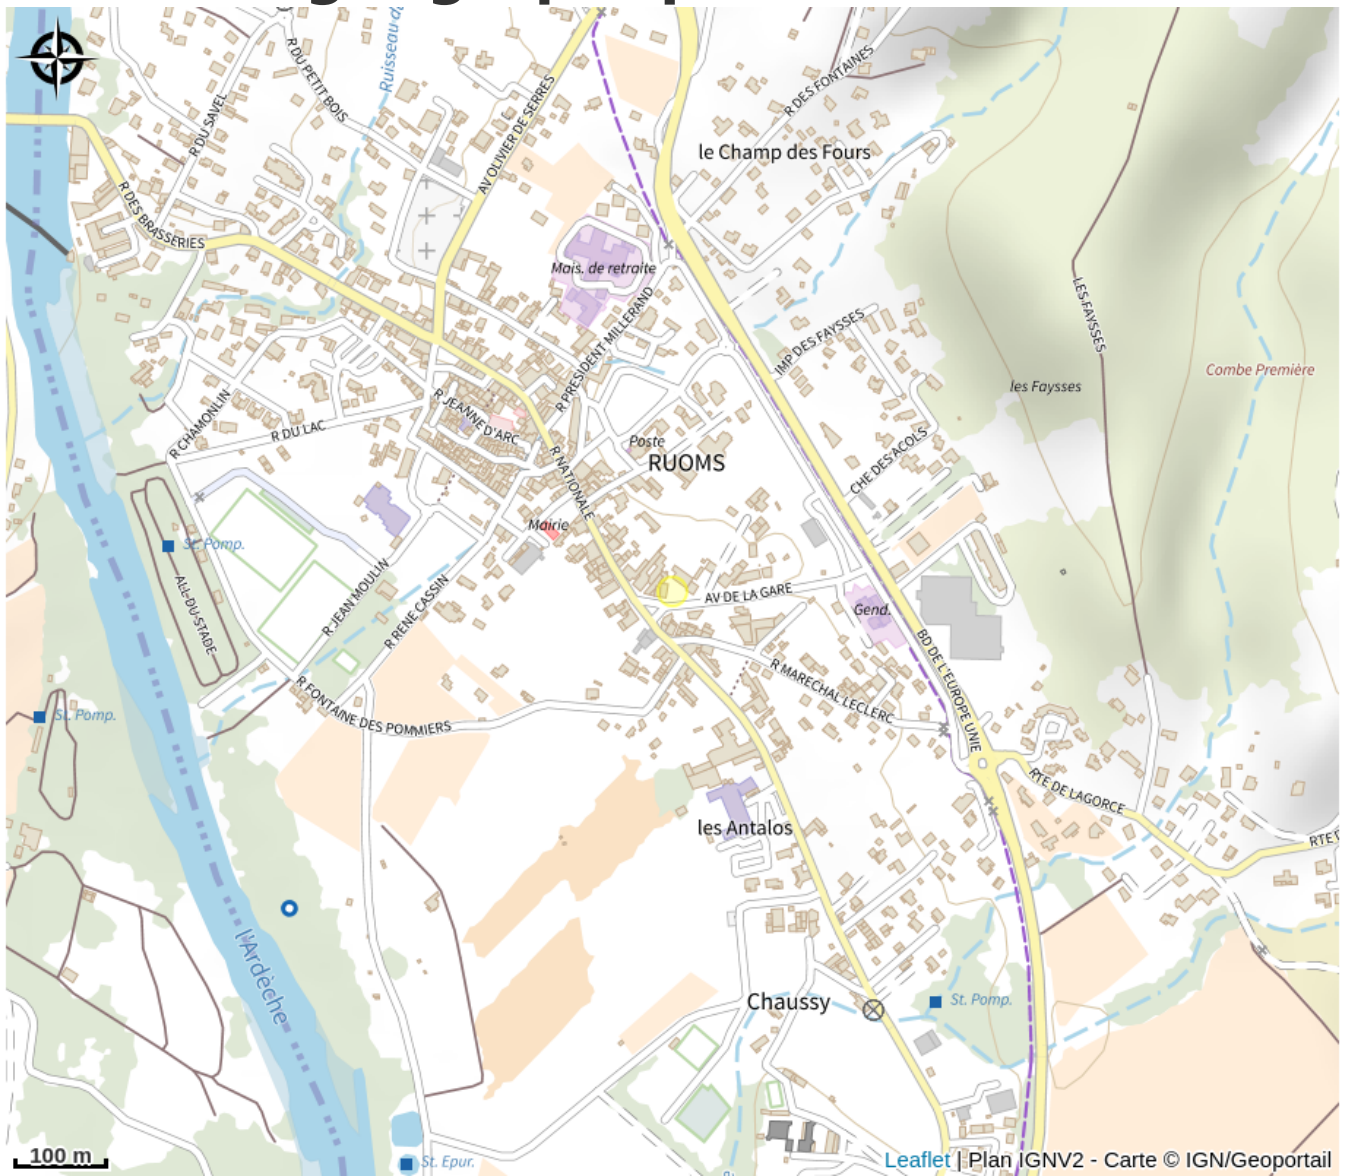 Ruisseau du
R DU PETIT BOIS
R DU SAVEL
AV OLIVIER DE SERRES
R DES FONTAINES
le Champ des Fours
R DES BRASSERIES
Mais. de retraite
R PRESIDENT MILLERAND
IMP DES FAYSSES
LES FAYSSES
Combe Première
les Faysses
R CHAMONLIN
R JEANNE D'ARC
R DU LAC
Poste
RUOMS
R NATIONALE
CHE DES ACOLS
Mairie
St. Pomp.
ALL DU STADE
R JEAN MOULIN
R RENE CASSIN
AV DE LA GARE
Gend.
BD DE L'EUROPE UNIE
R MARECHAL LECLERC
R FONTAINE DES POMMIERS
St. Pomp.
RTE DE LAGORCE
RTE D
les Antalos
l'Ardèche
Chaussy
St. Pomp.
St. Epur.
100 m
Leaflet | Plan IGNV2 - Carte © IGN/Geoportail